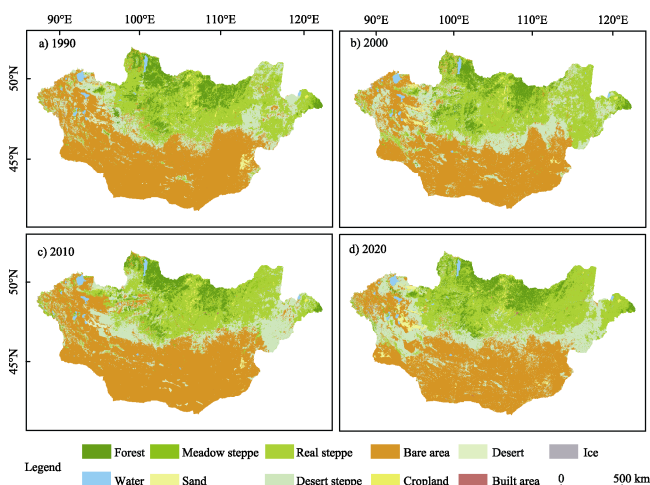 90°E 100°E 110°E 120°E 90°E 100°E 110°E 120°E
a) 1990
b) 2000
50°N
45°N
c) 2010
d) 2020
50°N
45°N
Legend
Forest Meadow steppe Real steppe Bare area Desert Ice
Water Sand Desert steppe Cropland Built area 0 500 km